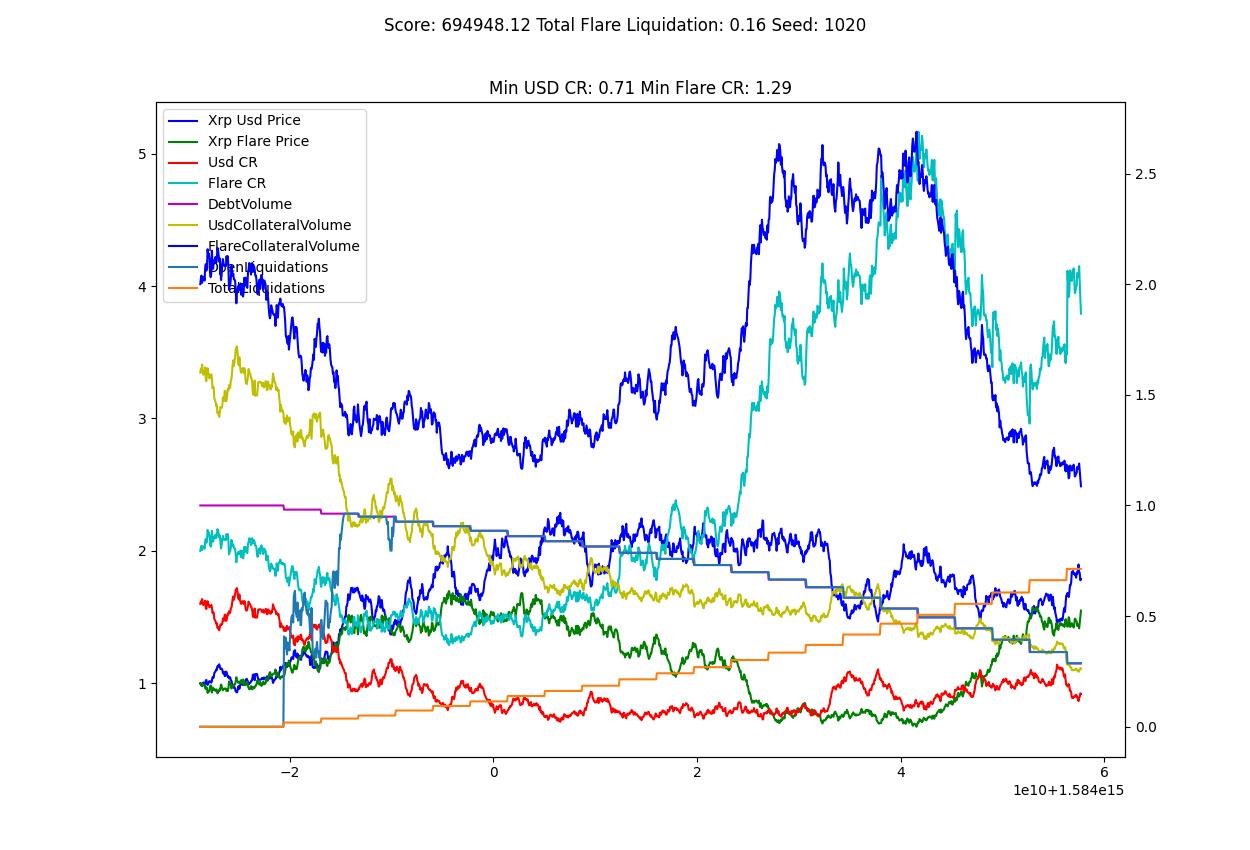 Score: 694948.12 Total Flare Liquidation: 0.16 Seed: 1020
Min USD CR: 0.71 Min Flare CR: 1.29
Xrp Usd Price
Xrp Flare Price
Usd CR
Flare CR
DebtVolume
UsdCollateralVolume
FlareCollateralVolume
OpenLiquidations
TotalLiquidations
5
4
3
2
1
2.5
2.0
1.5
1.0
0.5
0.0
−2 0 2 4 6
1e10+1.584e15